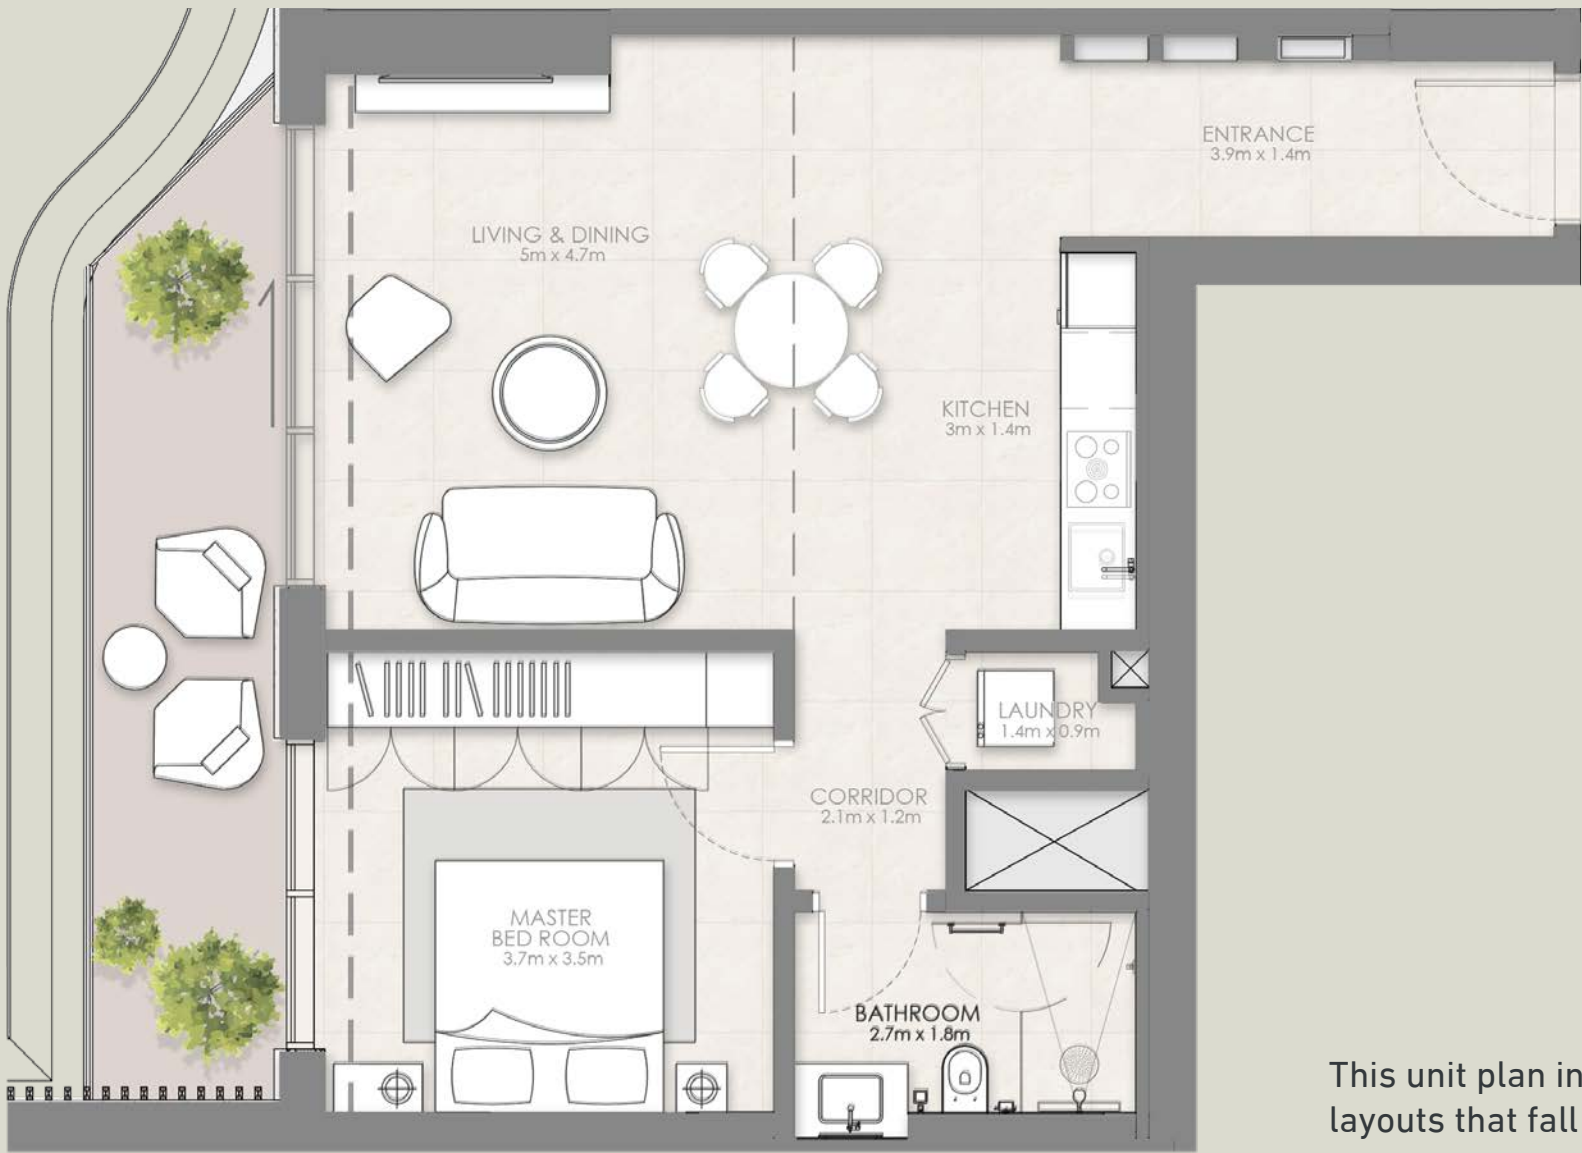 ENTRANCE
3.9m x 1.4m
LIVING & DINING
5m x 4.7m
KITCHEN
3m x 1.4m
LAUNDRY
1.4m x 0.9m
CORRIDOR
2.1m x 1.2m
MASTER
BED ROOM
3.7m x 3.5m
BATHROOM
2.7m x 1.8m
This unit plan in
layouts that fall